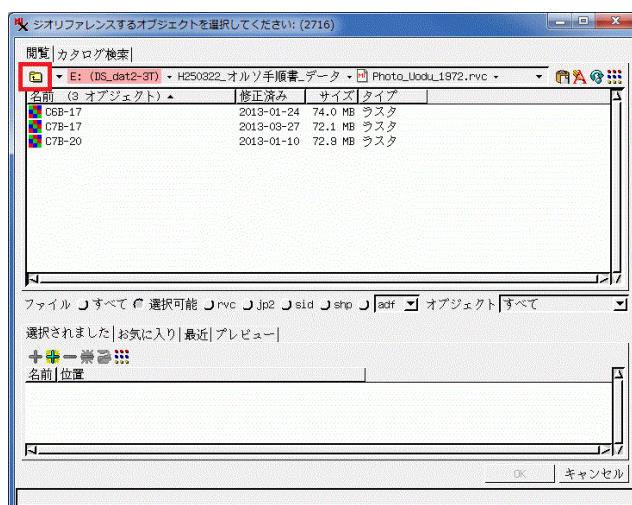 ジオリファレンスするオブジェクトを選択してください: (2716)
閲覧 カタログ検索
E: (DS_dat2-3T) H250322_オルソ手順書_データ Photo_Uodu_1972.rvc
名前 (3 オブジェクト) 修正済み サイズ タイプ
C6B-17 2013-01-24 74.0 MB ラスタ
C7B-17 2013-03-27 72.1 MB ラスタ
C7B-20 2013-01-10 72.9 MB ラスタ
ファイル すべて 選択可能 rvc jp2 sid shp adf オブジェクト すべて
選択されました お気に入り 最近 プレビュー
名前 位置
OK キャンセル